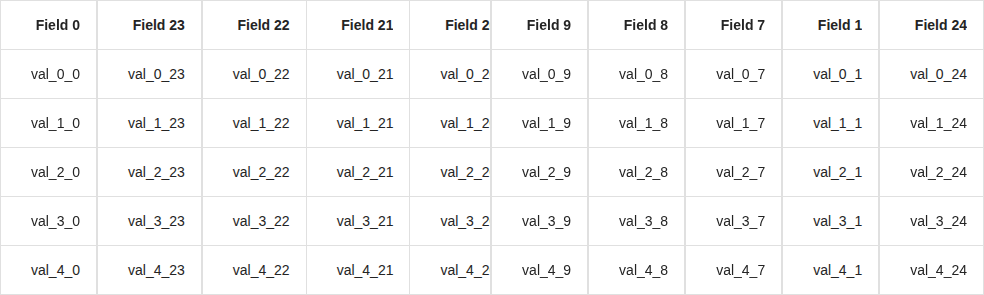 Field 0 Field 23 Field 22 Field 21 Field 2 Field 9 Field 8 Field 7 Field 1 Field 24
val_0_0 val_0_23 val_0_22 val_0_21 val_0_2 val_0_9 val_0_8 val_0_7 val_0_1 val_0_24
val_1_0 val_1_23 val_1_22 val_1_21 val_1_2 val_1_9 val_1_8 val_1_7 val_1_1 val_1_24
val_2_0 val_2_23 val_2_22 val_2_21 val_2_2 val_2_9 val_2_8 val_2_7 val_2_1 val_2_24
val_3_0 val_3_23 val_3_22 val_3_21 val_3_2 val_3_9 val_3_8 val_3_7 val_3_1 val_3_24
val_4_0 val_4_23 val_4_22 val_4_21 val_4_2 val_4_9 val_4_8 val_4_7 val_4_1 val_4_24